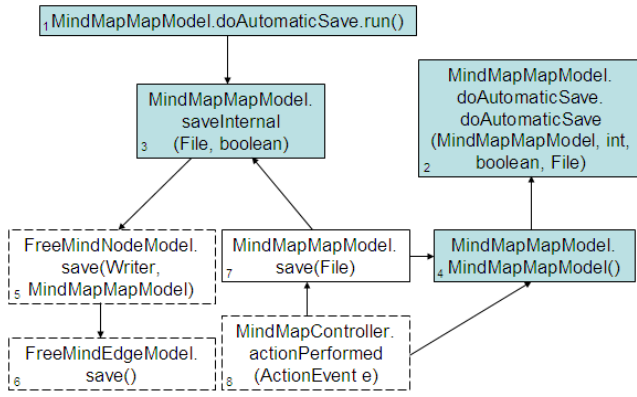 1 MindMapMapModel.doAutomaticSave.run()
MindMapMapModel.
saveInternal
(File, boolean)
3
MindMapMapModel.
doAutomaticSave.
doAutomaticSave
(MindMapMapModel, int,
boolean, File)
2
FreeMindNodeModel.
save(Writer,
MindMapMapModel)
5
MindMapMapModel.
save(File)
7
MindMapMapModel.
MindMapMapModel()
4
FreeMindEdgeModel.
save()
6
MindMapController.
actionPerformed
(ActionEvent e)
8